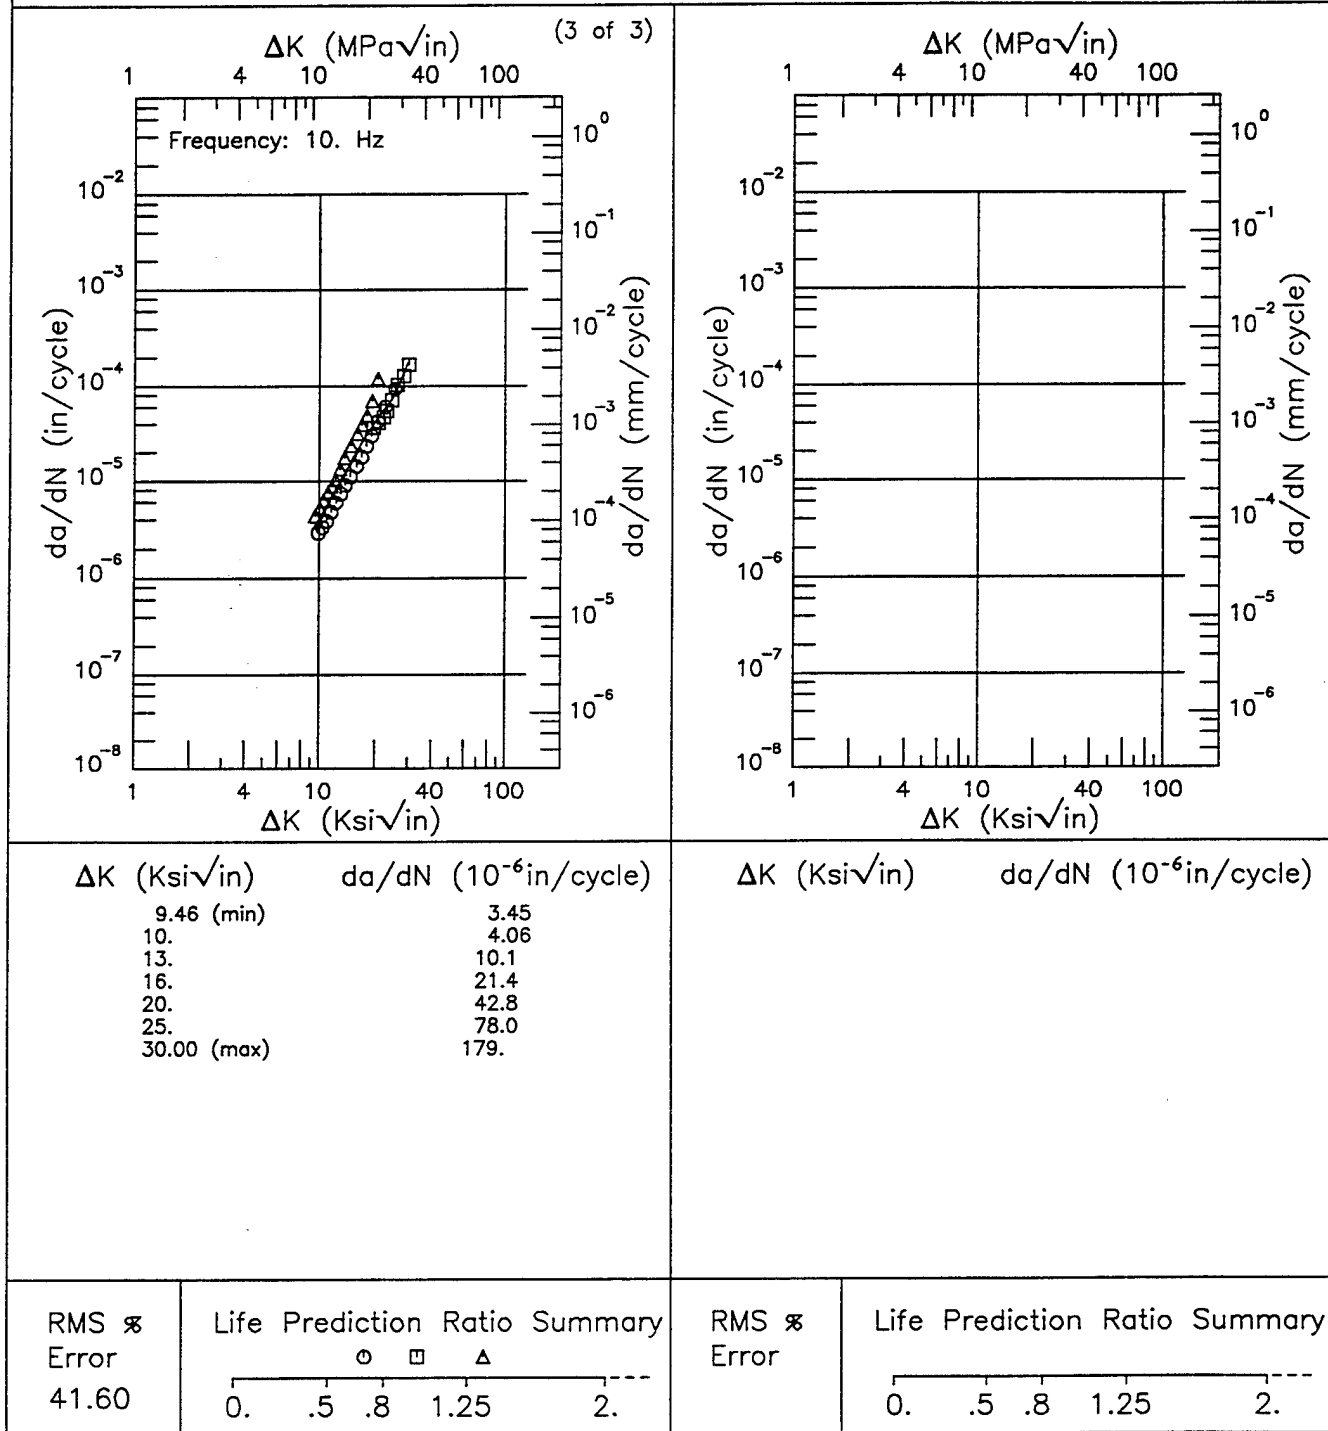 (3 of 3)
ΔK (MPa√in)
1 4 10 40 100
Frequency: 10. Hz
10⁻²
10⁻³
10⁻⁴
10⁻⁵
10⁻⁶
10⁻⁷
10⁻⁸
da/dN (in/cycle)
10⁰
10⁻¹
10⁻²
10⁻³
10⁻⁴
10⁻⁵
10⁻⁶
da/dN (mm/cycle)
1 4 10 40 100
ΔK (Ksi√in)
ΔK (MPa√in)
1 4 10 40 100
10⁻²
10⁻³
10⁻⁴
10⁻⁵
10⁻⁶
10⁻⁷
10⁻⁸
da/dN (in/cycle)
10⁰
10⁻¹
10⁻²
10⁻³
10⁻⁴
10⁻⁵
10⁻⁶
da/dN (mm/cycle)
1 4 10 40 100
ΔK (Ksi√in)
ΔK (Ksi√in) da/dN (10⁻⁶in/cycle)
9.46 (min) 3.45
10. 4.06
13. 10.1
16. 21.4
20. 42.8
25. 78.0
30.00 (max) 179.
ΔK (Ksi√in) da/dN (10⁻⁶in/cycle)
RMS %
Error
41.60
Life Prediction Ratio Summary
0. .5 .8 1.25 2.
RMS %
Error
Life Prediction Ratio Summary
0. .5 .8 1.25 2.